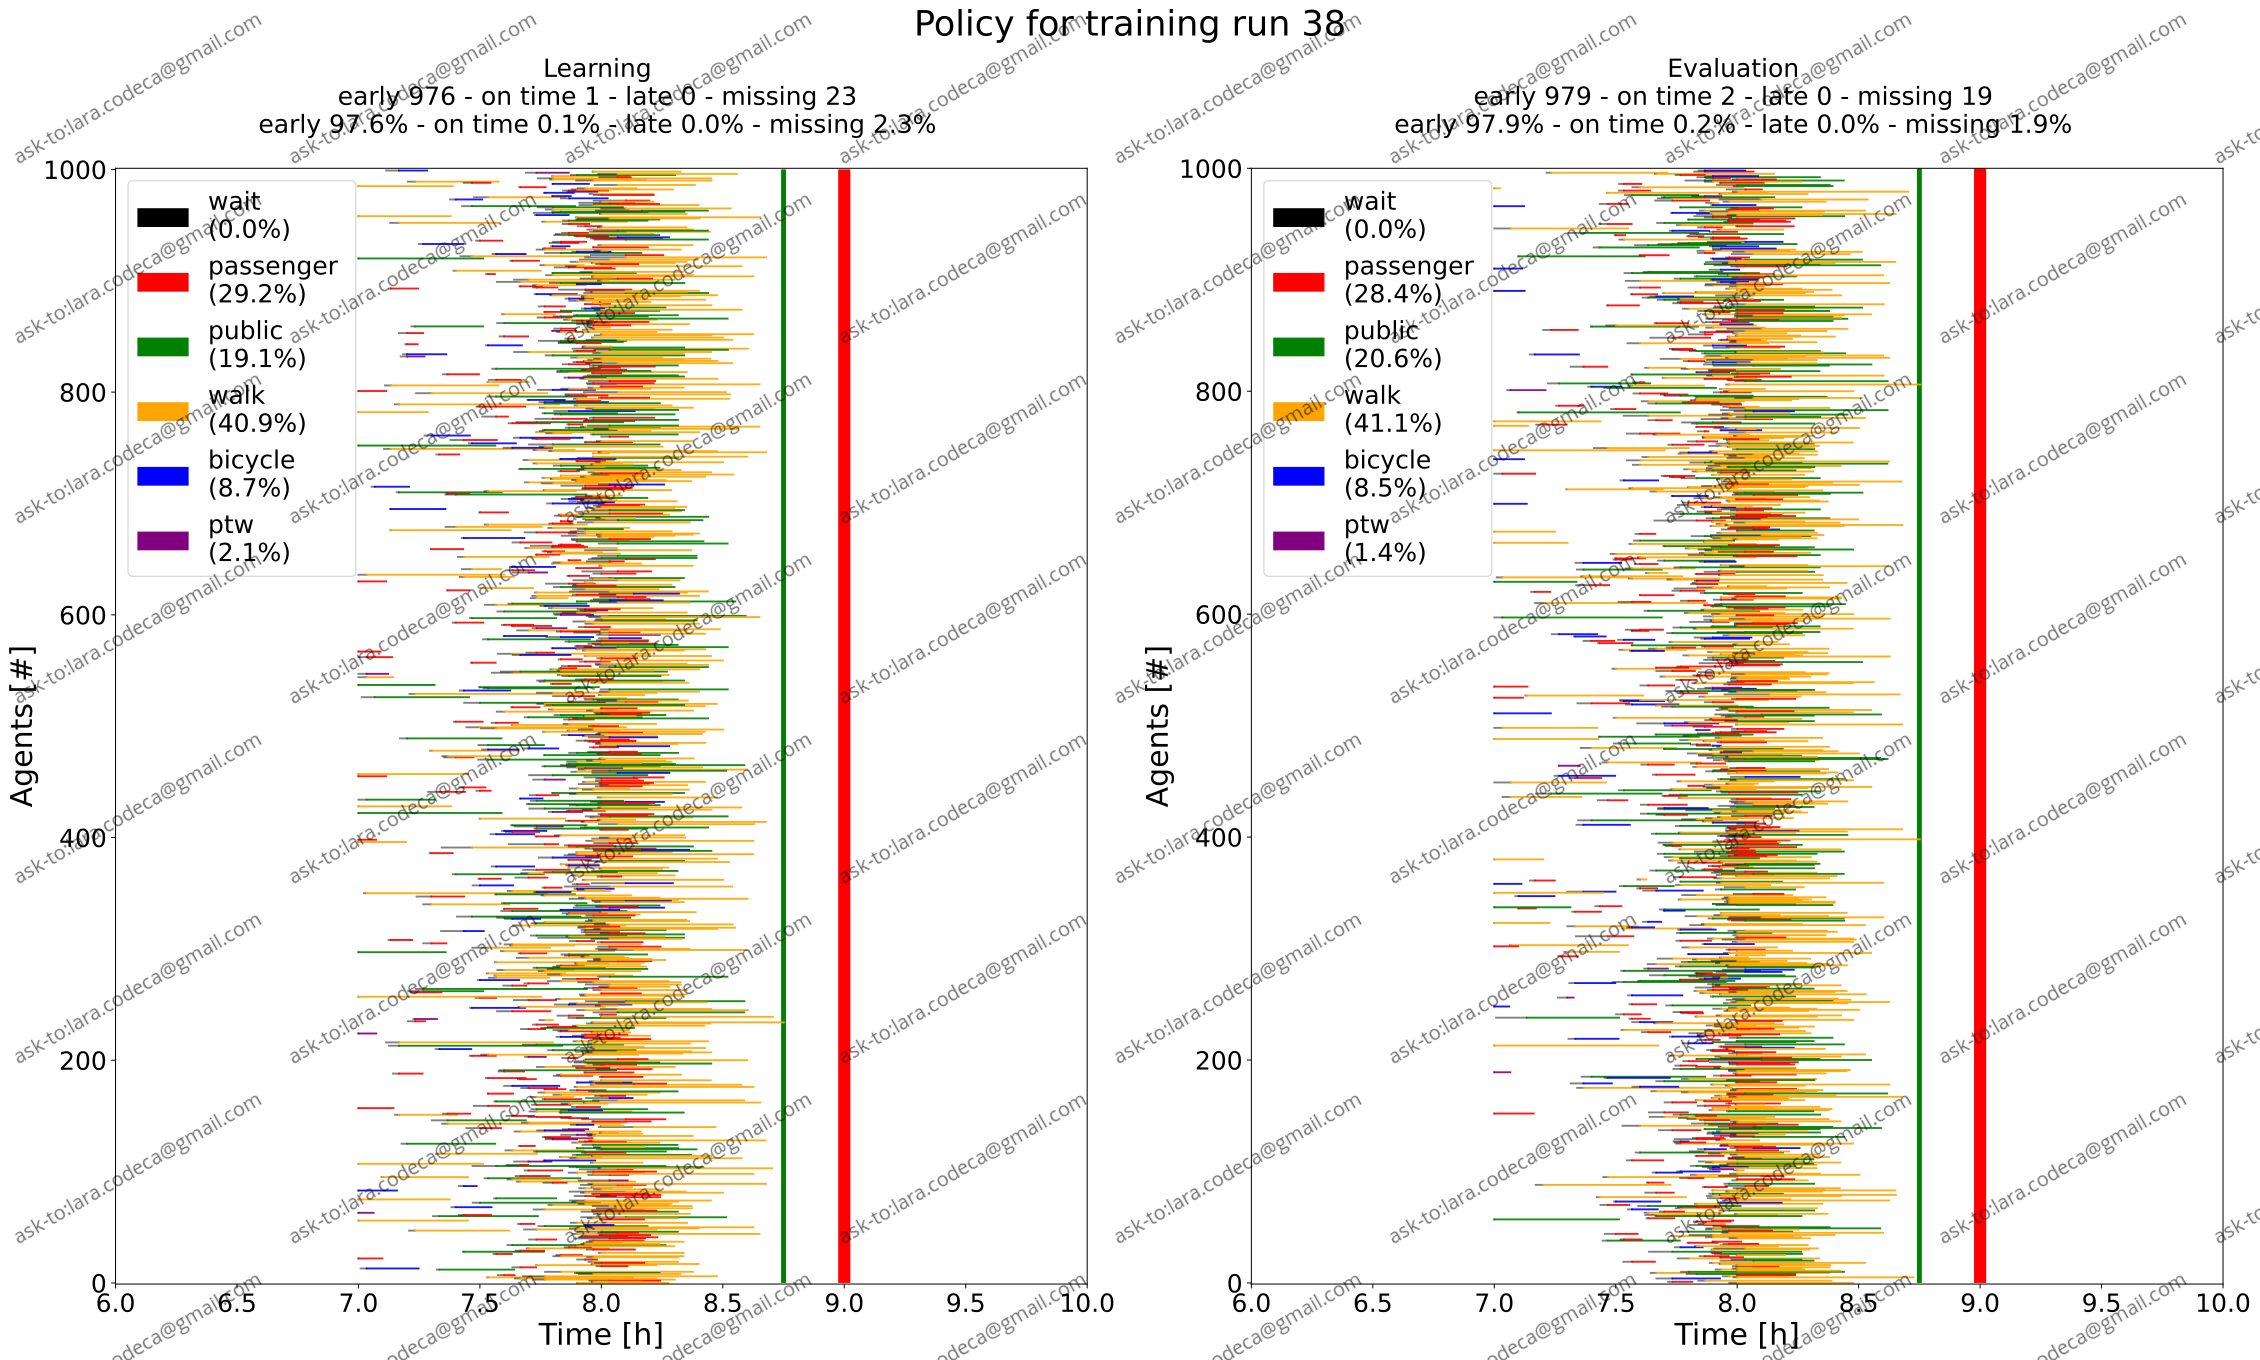 Policy for training run 38
Learning
early 976 - on time 1 - late 0 - missing 23
early 97.6% - on time 0.1% - late 0.0% - missing 2.3%
1000
800
600
400
200
0
Agents [#]
wait
(0.0%)
passenger
(29.2%)
public
(19.1%)
walk
(40.9%)
bicycle
(8.7%)
ptw
(2.1%)
6.0 6.5 7.0 7.5 8.0 8.5 9.0 9.5 10.0
Time [h]
Evaluation
early 979 - on time 2 - late 0 - missing 19
early 97.9% - on time 0.2% - late 0.0% - missing 1.9%
1000
800
600
400
200
0
Agents [#]
wait
(0.0%)
passenger
(28.4%)
public
(20.6%)
walk
(41.1%)
bicycle
(8.5%)
ptw
(1.4%)
6.0 6.5 7.0 7.5 8.0 8.5 9.0 9.5 10.0
Time [h]
ask-to:lara.codeca@gmail.com